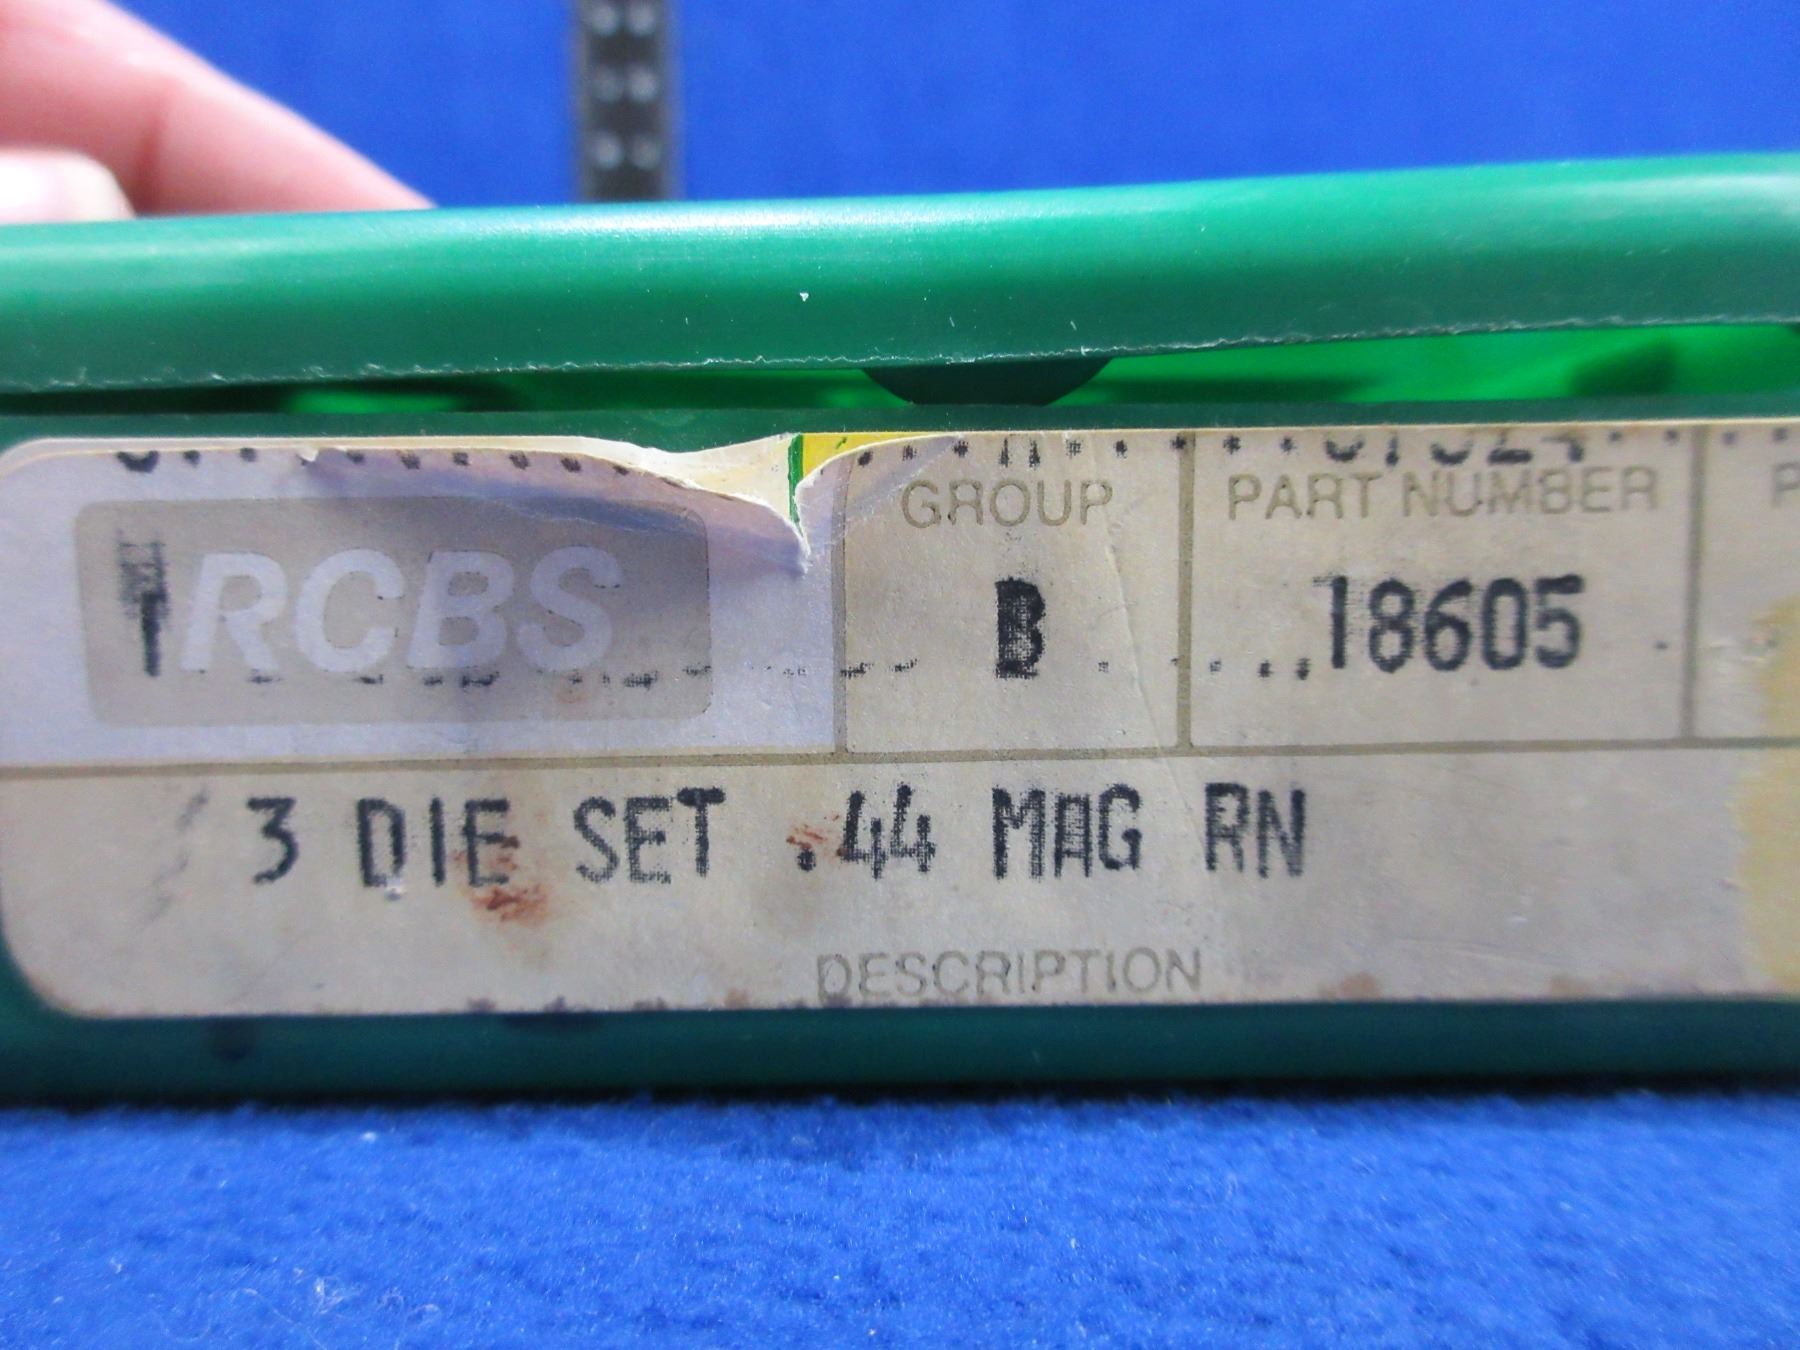 GROUP PART NUMBER
RCBS B 18605
3 DIE SET .44 MAG RN
DESCRIPTION